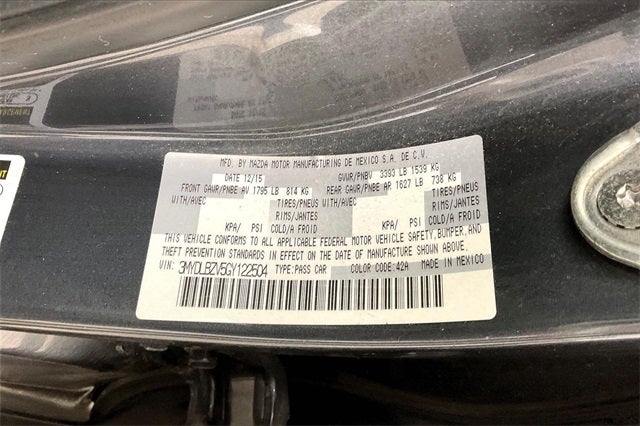 MFD. BY MAZDA MOTOR MANUFACTURING DE MEXICO S.A. DE C.V.
DATE 12/15 GVWR/PNBV 3393 LB 1539 KG
FRONT GAWR/PNBE AV 1795 LB 814 KG REAR GAWR/PNBE AR 1627 LB 738 KG
WITH/AVEC TIRES/PNEUS WITH/AVEC TIRES/PNEUS
RIMS/JANTES RIMS/JANTES
KPA/ PSI COLD/A FROID KPA/ PSI COLD/A FROID
THIS VEHICLE CONFORMS TO ALL APPLICABLE FEDERAL MOTOR VEHICLE SAFETY, BUMPER, AND
THEFT PREVENTION STANDARDS IN EFFECT ON THE DATE OF MANUFACTURE SHOWN ABOVE.
VIN: 3MYDLBZV5GY122504 TYPE:PASS CAR COLOR CODE:42A MADE IN MEXICO